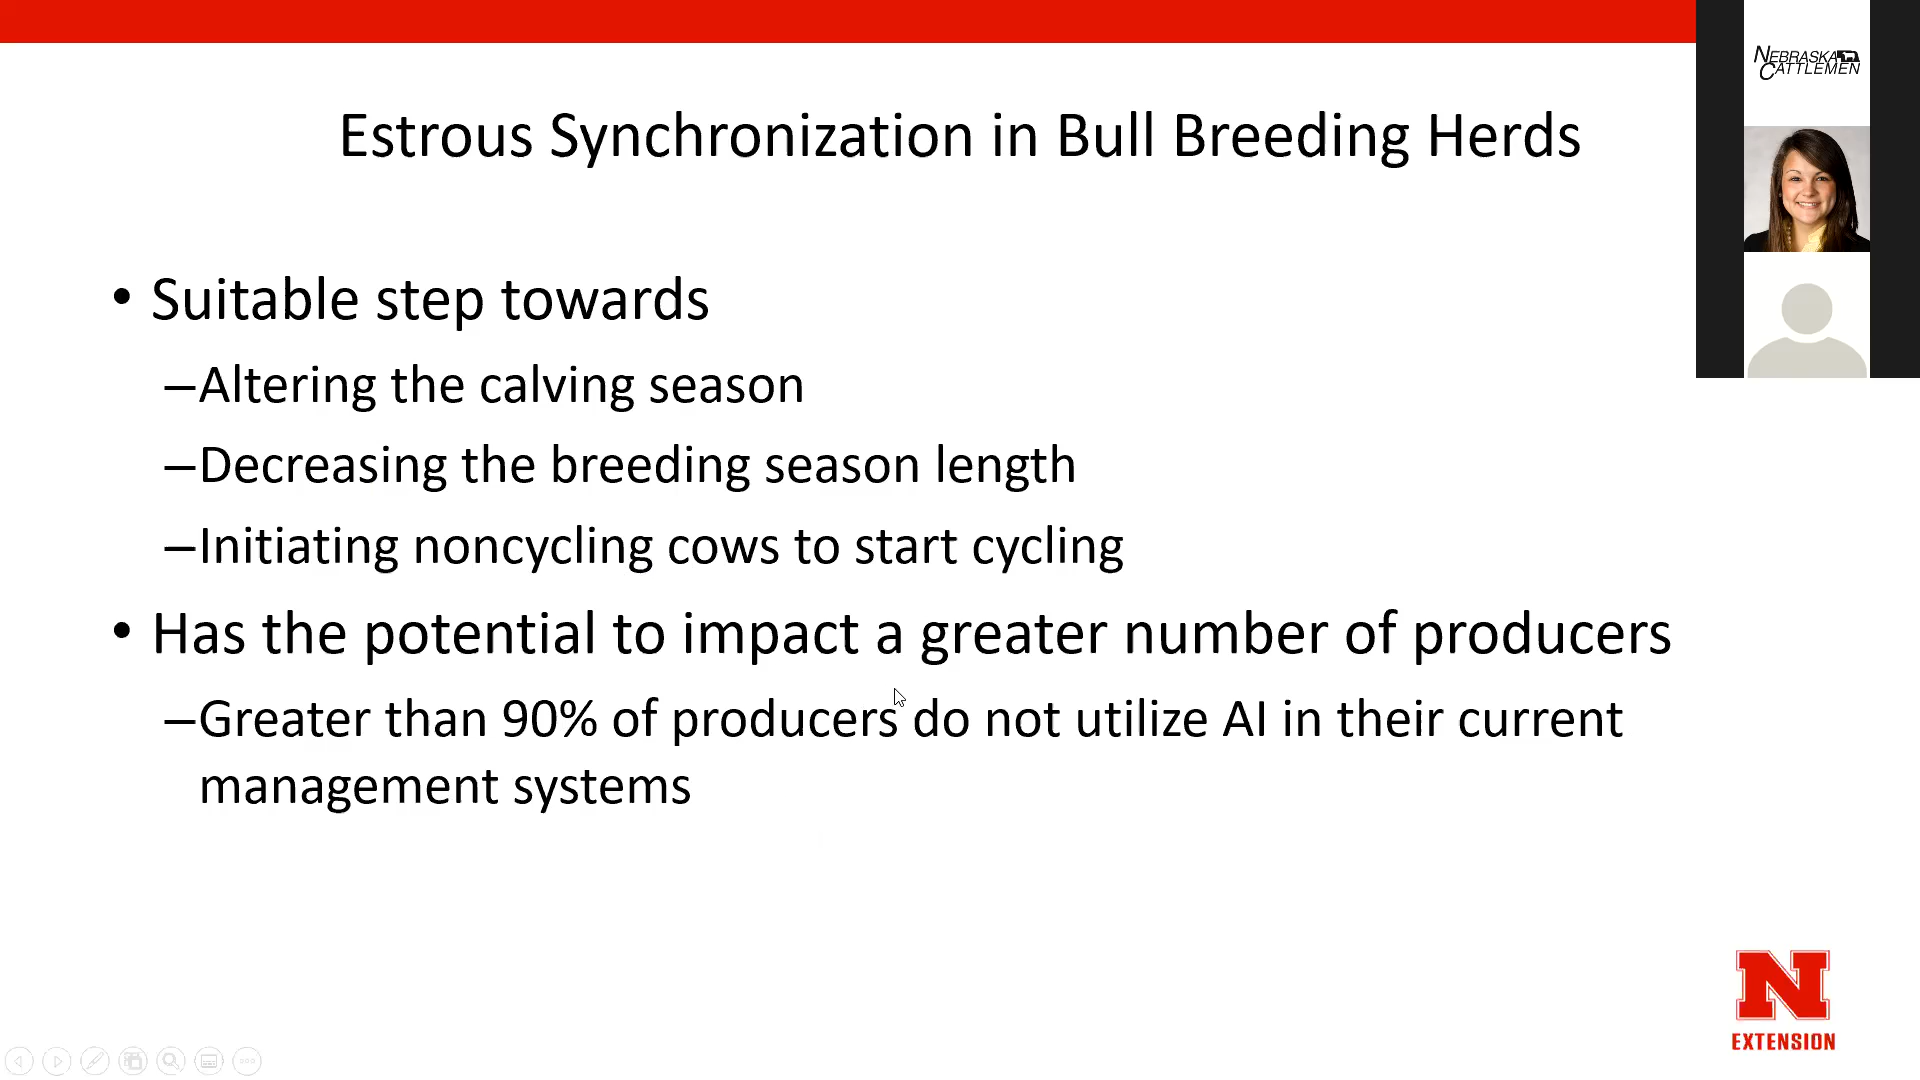 Estrous Synchronization in Bull Breeding Herds
• Suitable step towards
–Altering the calving season
–Decreasing the breeding season length
–Initiating noncycling cows to start cycling
• Has the potential to impact a greater number of producers
–Greater than 90% of producers do not utilize AI in their current
management systems
NEBRASKA
CATTLEMEN
N
EXTENSION